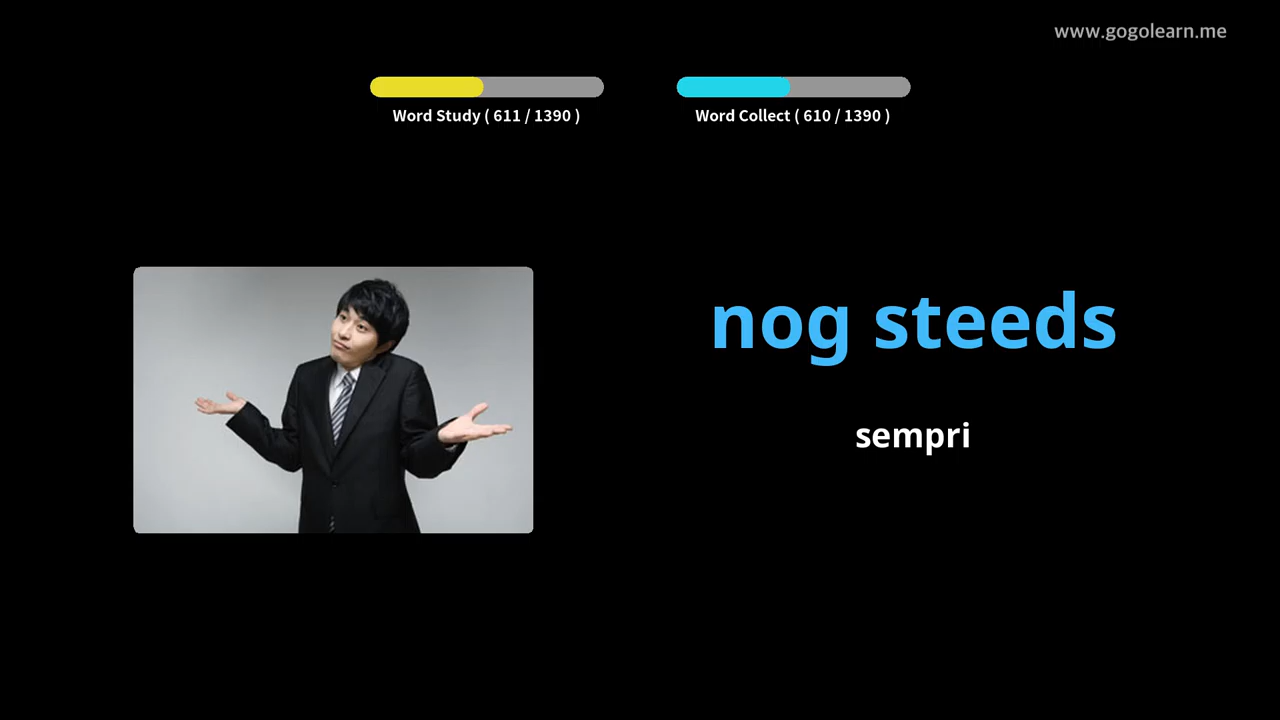 www.gogolearn.me
Word Study ( 611 / 1390 )
Word Collect ( 610 / 1390 )
nog steeds
sempri